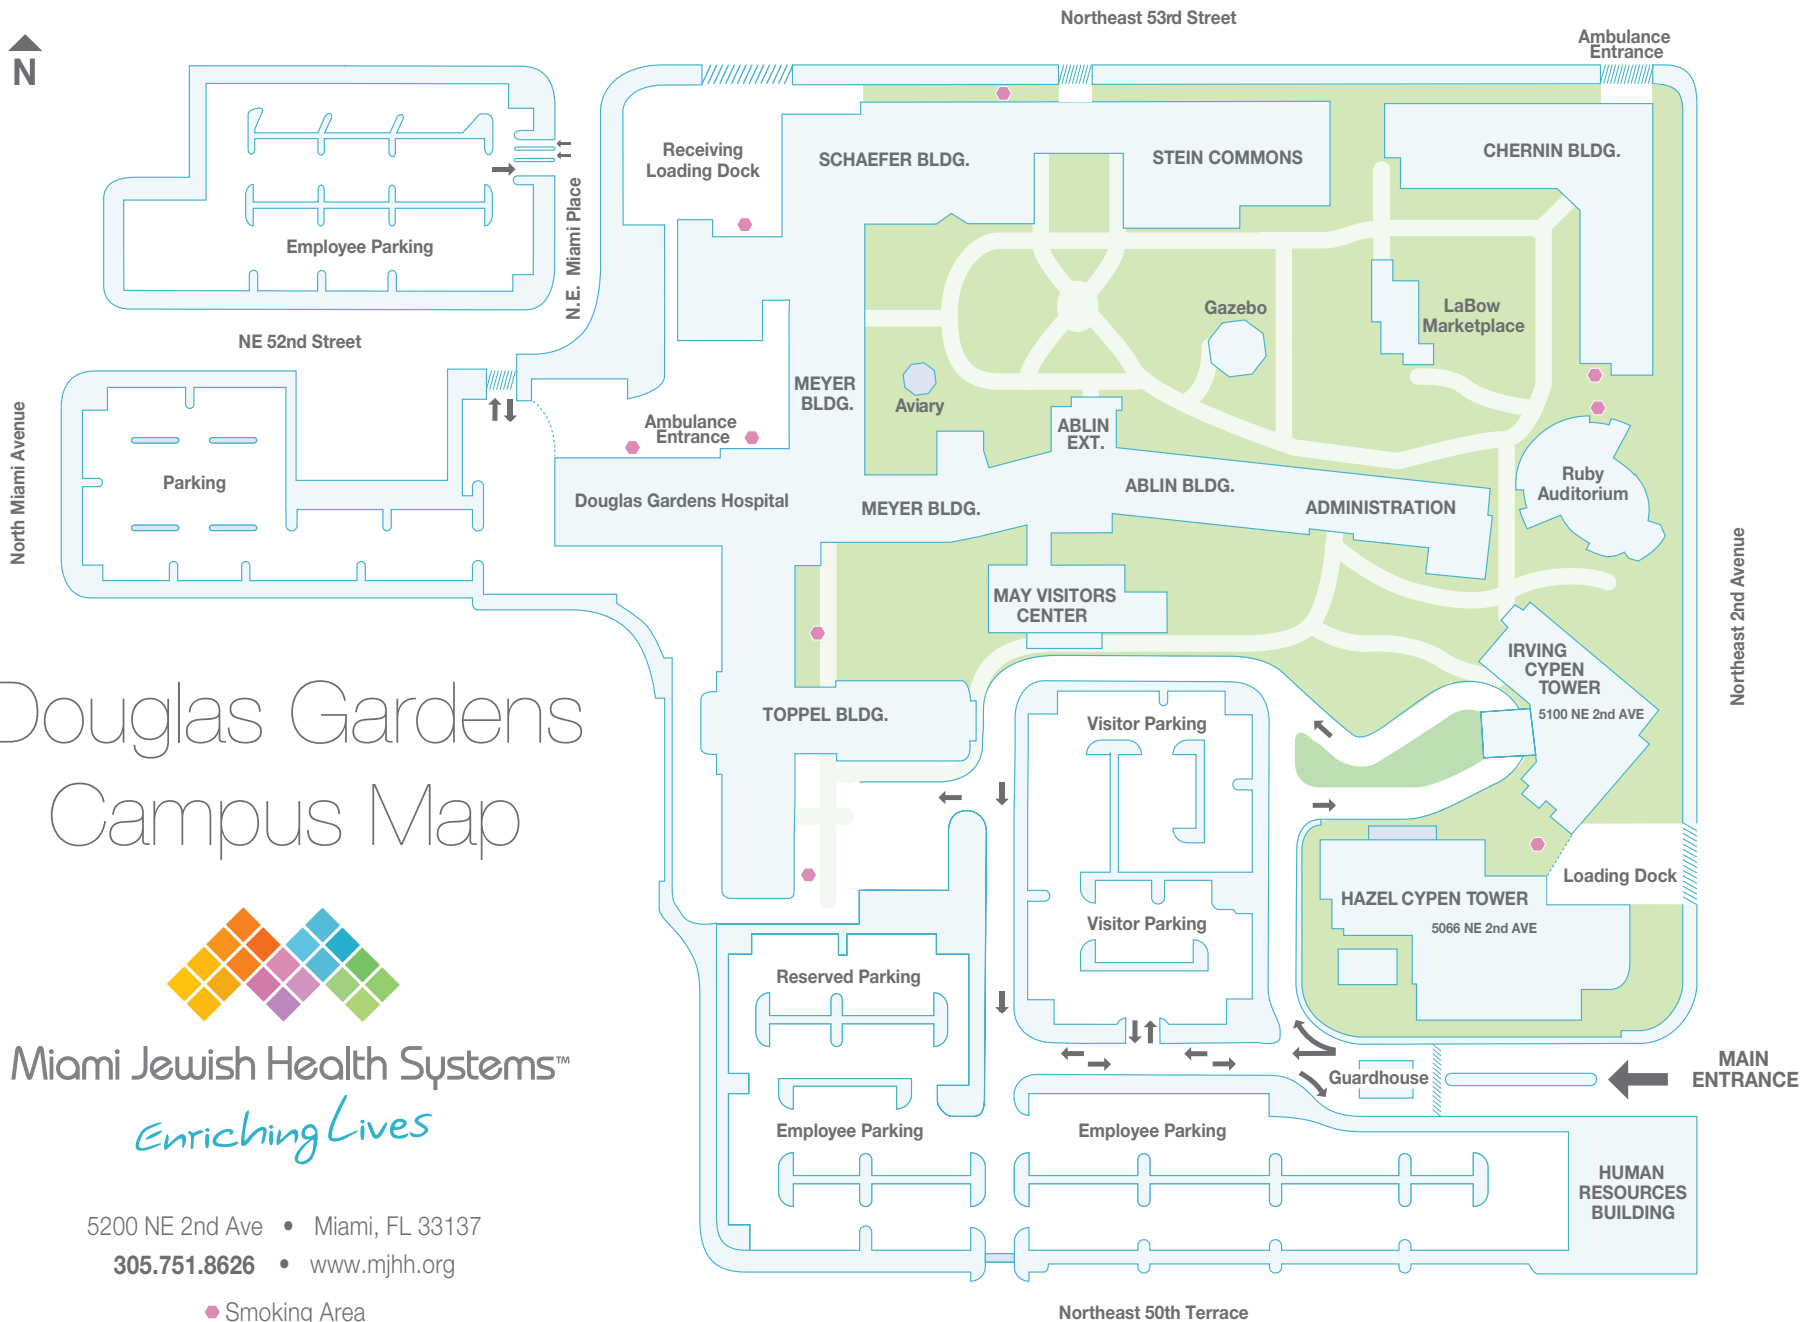 Northeast 53rd Street
Ambulance
Entrance
N
Receiving
Loading Dock
SCHAEFER BLDG.
STEIN COMMONS
CHERNIN BLDG.
Employee Parking
N.E. Miami Place
NE 52nd Street
Gazebo
LaBow
Marketplace
MEYER
BLDG.
Aviary
Ambulance
Entrance
ABLIN
EXT.
North Miami Avenue
Parking
Douglas Gardens Hospital
MEYER BLDG.
ABLIN BLDG.
ADMINISTRATION
Ruby
Auditorium
Northeast 2nd Avenue
MAY VISITORS
CENTER
IRVING
CYPEN
TOWER
5100 NE 2nd AVE
Douglas Gardens
Campus Map
TOPPEL BLDG.
Visitor Parking
Loading Dock
HAZEL CYPEN TOWER
5066 NE 2nd AVE
Visitor Parking
Reserved Parking
Miami Jewish Health Systems™
Enriching Lives
Guardhouse
MAIN
ENTRANCE
Employee Parking
Employee Parking
HUMAN
RESOURCES
BUILDING
5200 NE 2nd Ave • Miami, FL 33137
305.751.8626 • www.mjhh.org
Smoking Area
Northeast 50th Terrace